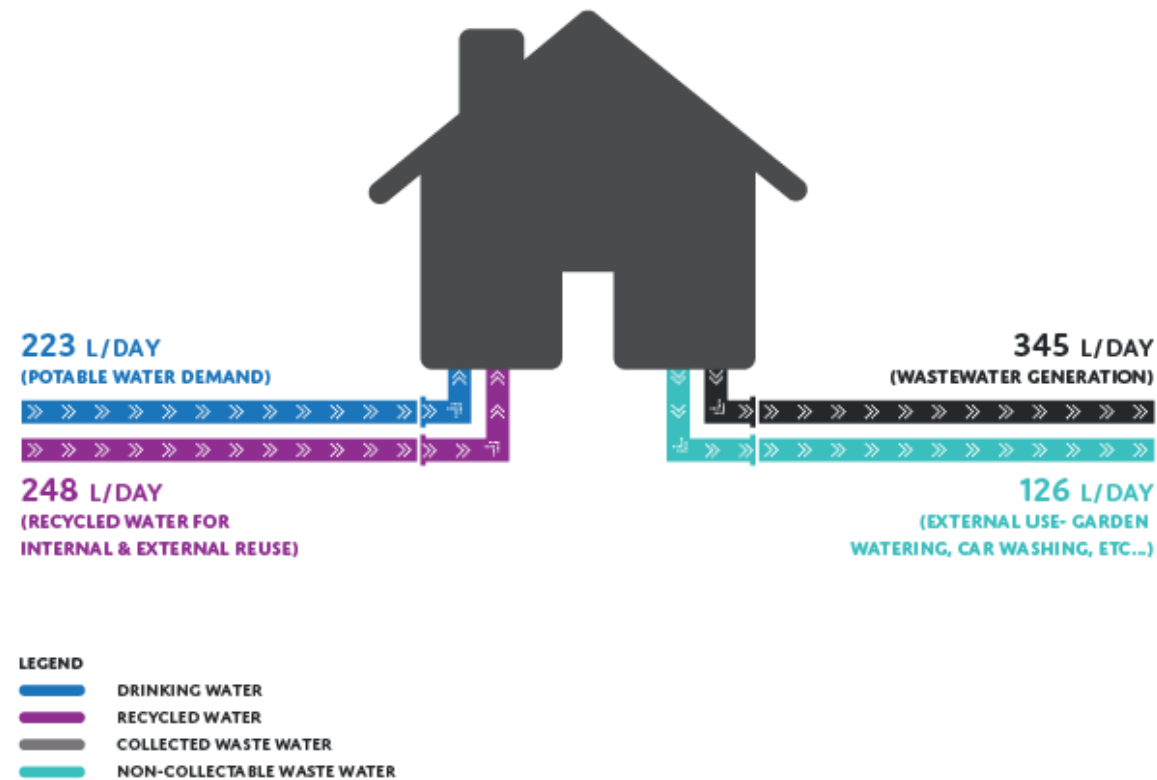 223 L/DAY
(POTABLE WATER DEMAND)
248 L/DAY
(RECYCLED WATER FOR
INTERNAL & EXTERNAL REUSE)
345 L/DAY
(WASTEWATER GENERATION)
126 L/DAY
(EXTERNAL USE- GARDEN
WATERING, CAR WASHING, ETC...)
LEGEND
DRINKING WATER
RECYCLED WATER
COLLECTED WASTE WATER
NON-COLLECTABLE WASTE WATER